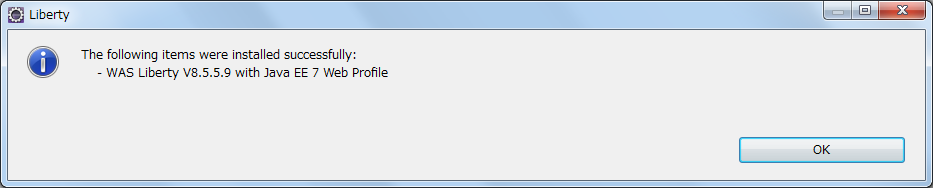 Liberty
The following items were installed successfully:
- WAS Liberty V8.5.5.9 with Java EE 7 Web Profile
OK